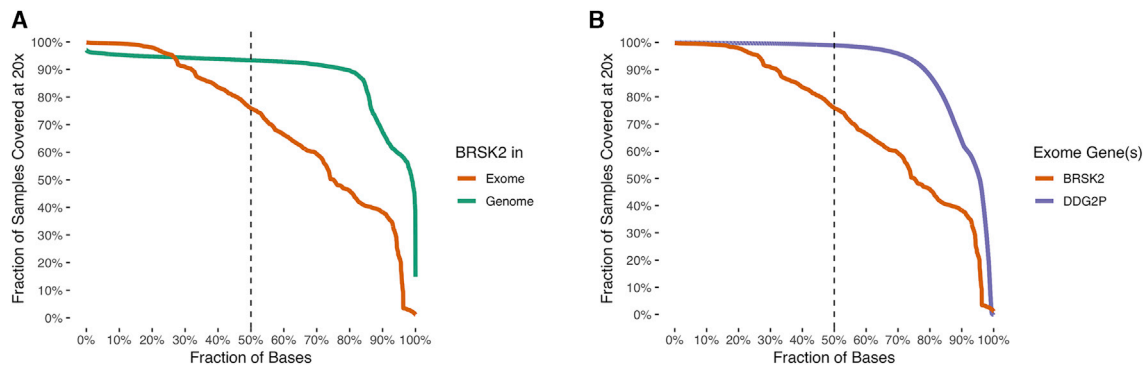 A
Fraction of Samples Covered at 20x
100%
90%
80%
70%
60%
50%
40%
30%
20%
10%
0%
0% 10% 20% 30% 40% 50% 60% 70% 80% 90% 100%
Fraction of Bases
BRSK2 in
Exome
Genome
B
Fraction of Samples Covered at 20x
100%
90%
80%
70%
60%
50%
40%
30%
20%
10%
0%
0% 10% 20% 30% 40% 50% 60% 70% 80% 90% 100%
Fraction of Bases
Exome Gene(s)
BRSK2
DDG2P